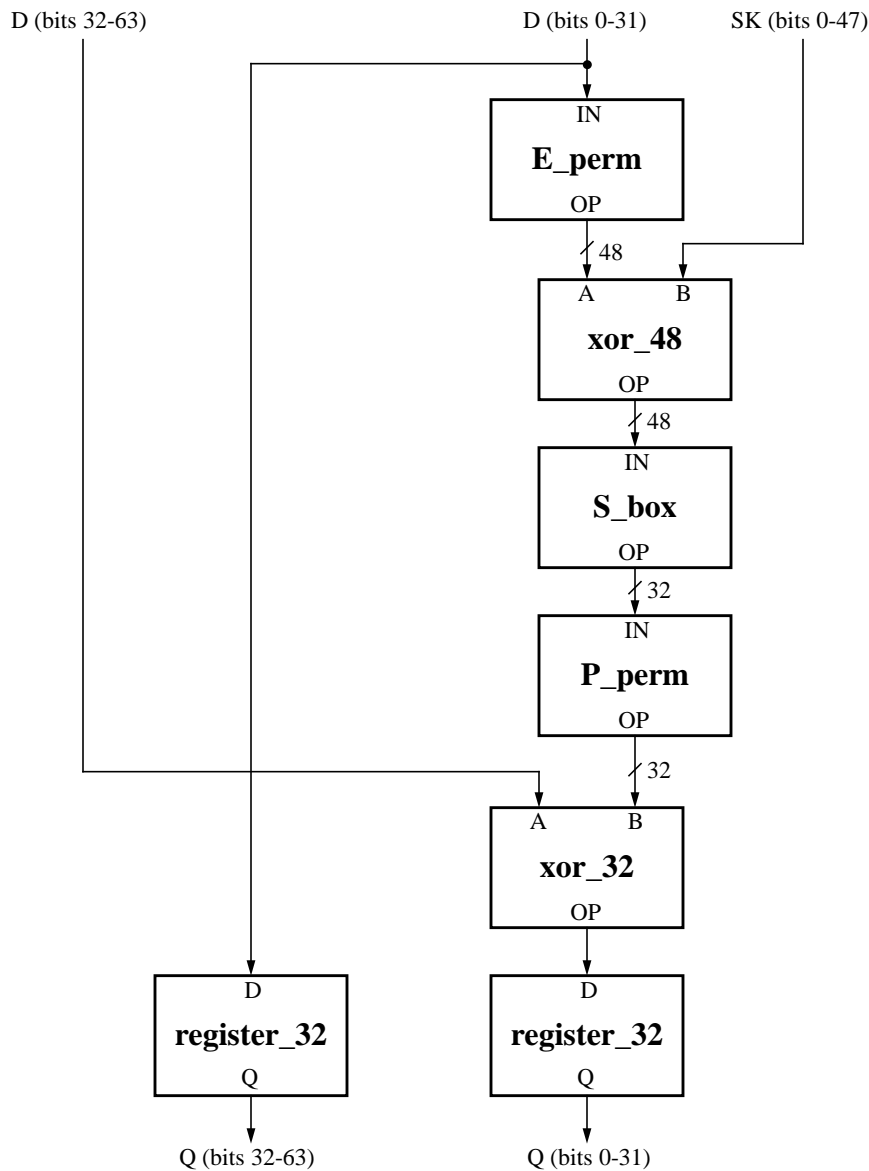 D (bits 32-63) D (bits 0-31) SK (bits 0-47)
IN
E_perm
OP
48
A B
xor_48
OP
48
IN
S_box
OP
32
IN
P_perm
OP
32
A B
xor_32
OP
D D
register_32 register_32
Q Q
Q (bits 32-63) Q (bits 0-31)